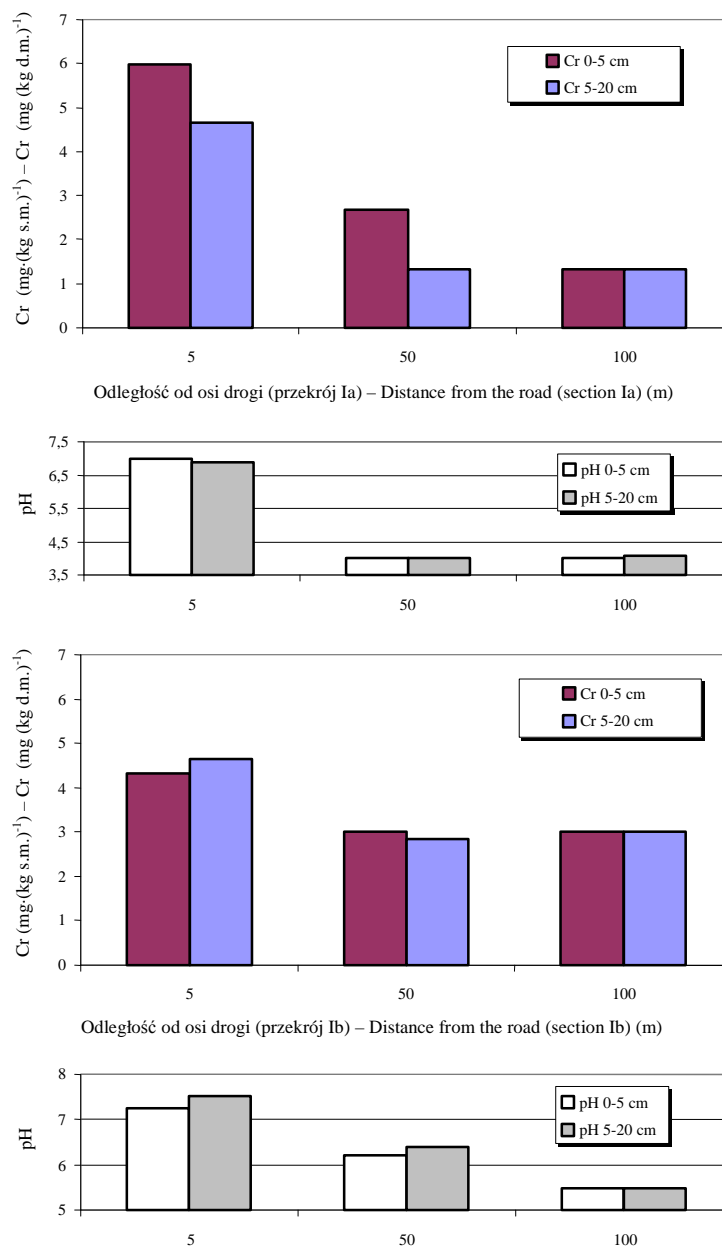 Cr (mg·(kg s.m.)-1) – Cr (mg (kg d.m.)-1
7
6
5
4
3
2
1
0
Cr 0-5 cm
Cr 5-20 cm
5 50 100
Odległość od osi drogi (przekrój Ia) – Distance from the road (section Ia) (m)
pH
7,5
6,5
5,5
4,5
3,5
pH 0-5 cm
pH 5-20 cm
5 50 100
Cr (mg·(kg s.m.)-1) – Cr (mg (kg d.m.)-1
7
6
5
4
3
2
1
0
Cr 0-5 cm
Cr 5-20 cm
5 50 100
Odległość od osi drogi (przekrój Ib) – Distance from the road (section Ib) (m)
pH
8
7
6
5
pH 0-5 cm
pH 5-20 cm
5 50 100